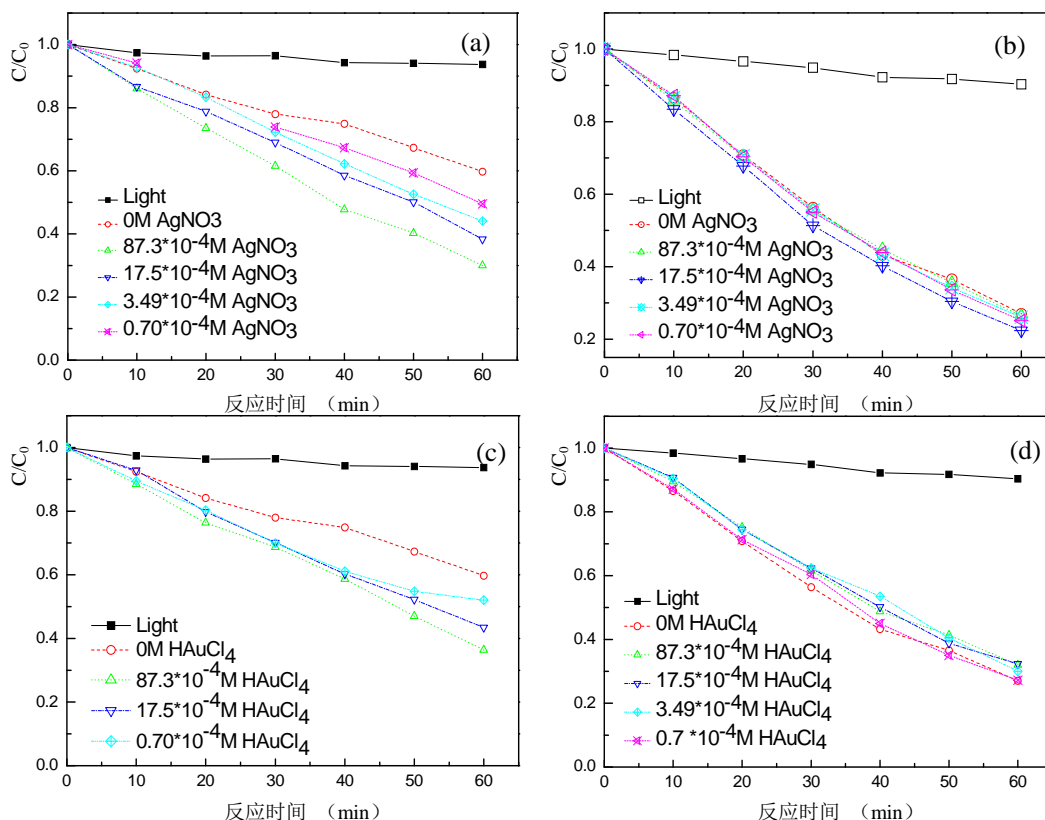 (a)
C/C0
1.0
0.8
0.6
0.4
0.2
0.0
Light
0M AgNO3
87.3*10-4M AgNO3
17.5*10-4M AgNO3
3.49*10-4M AgNO3
0.70*10-4M AgNO3
0 10 20 30 40 50 60
反应时间 （min）
(b)
C/C0
1.0
0.8
0.6
0.4
0.2
Light
0M AgNO3
87.3*10-4M AgNO3
17.5*10-4M AgNO3
3.49*10-4M AgNO3
0.70*10-4M AgNO3
0 10 20 30 40 50 60
反应时间 （min）
(c)
C/C0
1.0
0.8
0.6
0.4
0.2
0.0
Light
0M HAuCl4
87.3*10-4M HAuCl4
17.5*10-4M HAuCl4
0.70*10-4M HAuCl4
0 10 20 30 40 50 60
反应时间 （min）
(d)
C/C0
1.0
0.8
0.6
0.4
0.2
0.0
Light
0M HAuCl4
87.3*10-4M HAuCl4
17.5*10-4M HAuCl4
3.49*10-4M HAuCl4
0.7 *10-4M HAuCl4
0 10 20 30 40 50 60
反应时间 （min）